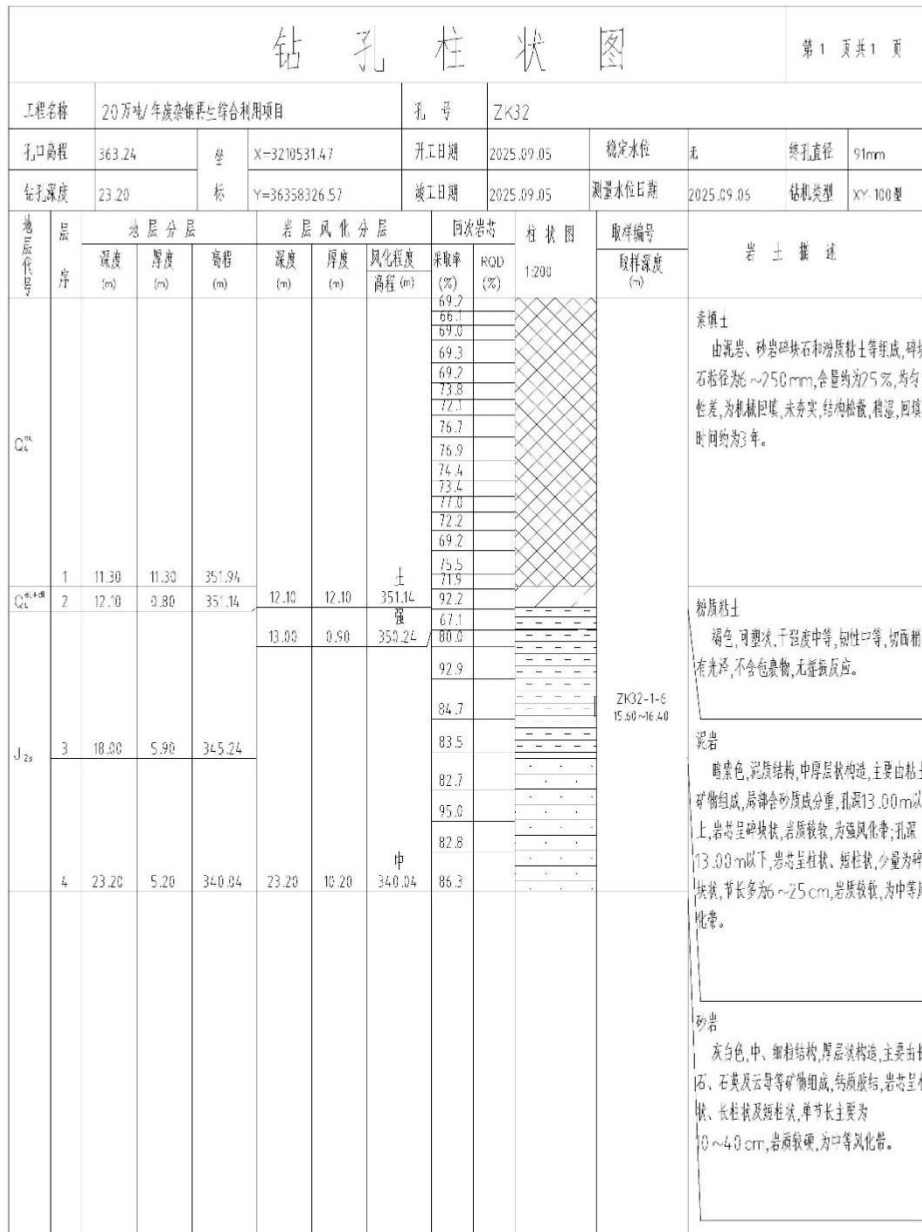 钻孔柱状图
第1页共1页
工程名称 20万吨/年废杂铜再生综合利用项目 孔号 ZK32
孔口高程 363.24 坐标 X=3210531.47 开工日期 2025.09.05 稳定水位 无 终孔直径 91mm
钻孔深度 23.20 Y=36358326.57 竣工日期 2025.09.05 测量水位日期 2025.09.06 钻机类型 XY-100型
地层代号 层序 地层分层 岩层风化分层 回次岩芯 柱状图 取样编号 岩土描述
深度(m) 厚度(m) 高程(m) 深度(m) 厚度(m) 风化程度 高程(m) 采取率(%) RQD(%) 1:200 取样深度(m)
69.2
66.1
69.0
69.3
69.2
73.8
72.1
76.7
76.9
74.4
73.4
77.0
72.2
69.2
75.5
土
1 11.30 11.30 351.94 71.9
2 12.10 0.80 351.14 12.10 12.10 351.14 92.2
强 67.1
13.00 0.90 350.24 80.0
92.9
84.7
ZK32-1-6
15.60~16.40
83.5
J2s 3 18.00 5.90 345.24
82.7
95.0
82.8
中
4 23.20 5.20 340.04 23.20 10.20 340.04 86.3
素填土
由泥岩、砂岩碎块石和粉质粘土等组成,碎块
石粒径为6~250mm,含量约为25%,均匀
性差,为机械回填,未夯实,结构松散,稍湿,回填
时间约为3年。
粉质粘土
褐色,可塑状,干强度中等,韧性中等,切面稍
有光泽,不含包裹物,无摇振反应。
泥岩
暗紫色,泥质结构,中厚层状构造,主要由粘土
矿物组成,局部含砂质成分重,孔深13.00m以
上,岩芯呈碎块状,岩质较软,为强风化带;孔深
13.00m以下,岩芯呈柱状、短柱状,少量为碎
块状,节长多为6~25cm,岩质较软,为中等风
化带。
砂岩
灰白色,中、细粒结构,厚层状构造,主要由长
石、石英及云母等矿物组成,钙质胶结,岩芯呈柱
状、长柱状及短柱状,单节长主要为
10~40cm,岩质较硬,为中等风化带。